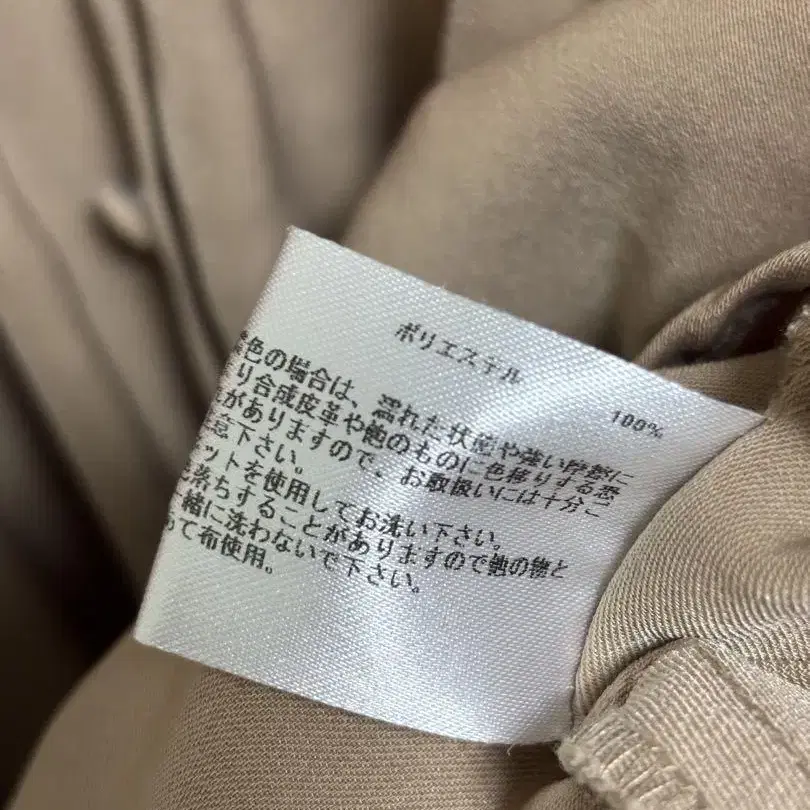 ポリエステル 100%
色の場合は、濡れた状態や強い摩擦に
り合成皮革や他のものに色移りする恐
がありますので、お取扱いには十分ご
意下さい。
ットを使用してお洗い下さい。
落ちすることがありますので他の物と
緒に洗わないで下さい。
て布使用。